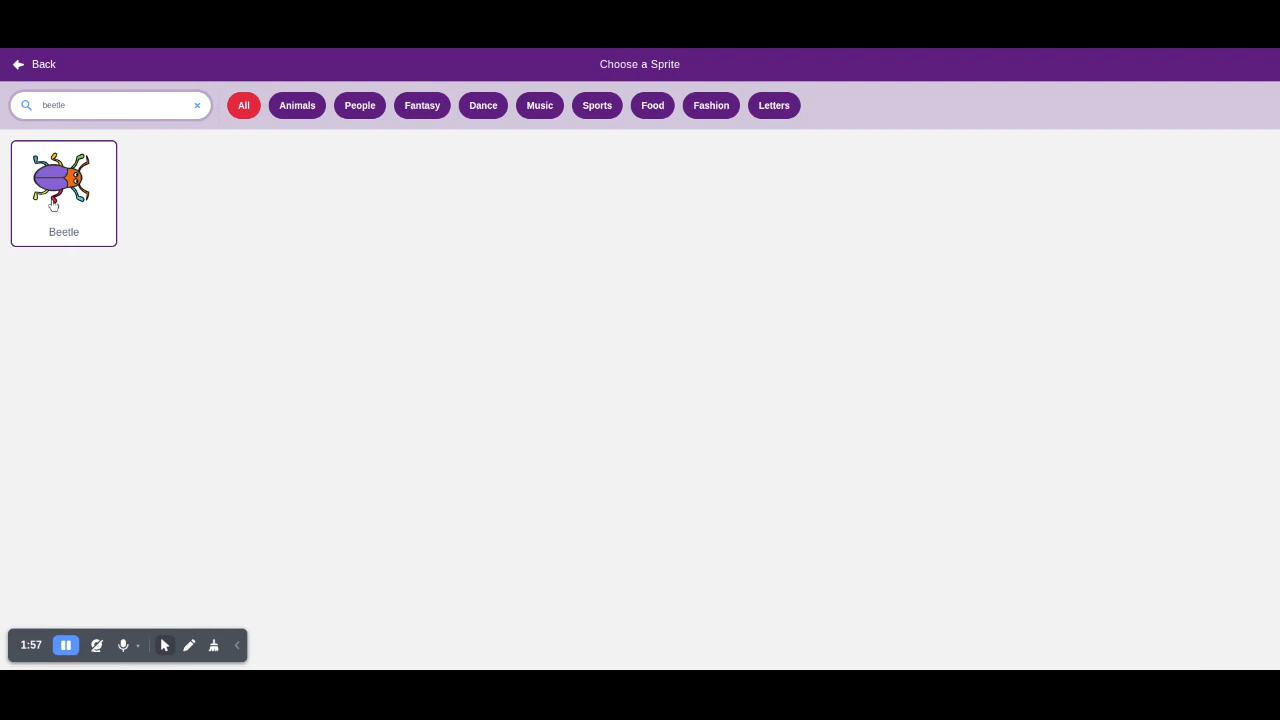 Back
Choose a Sprite
beetle
All
Animals
People
Fantasy
Dance
Music
Sports
Food
Fashion
Letters
Beetle
1:57